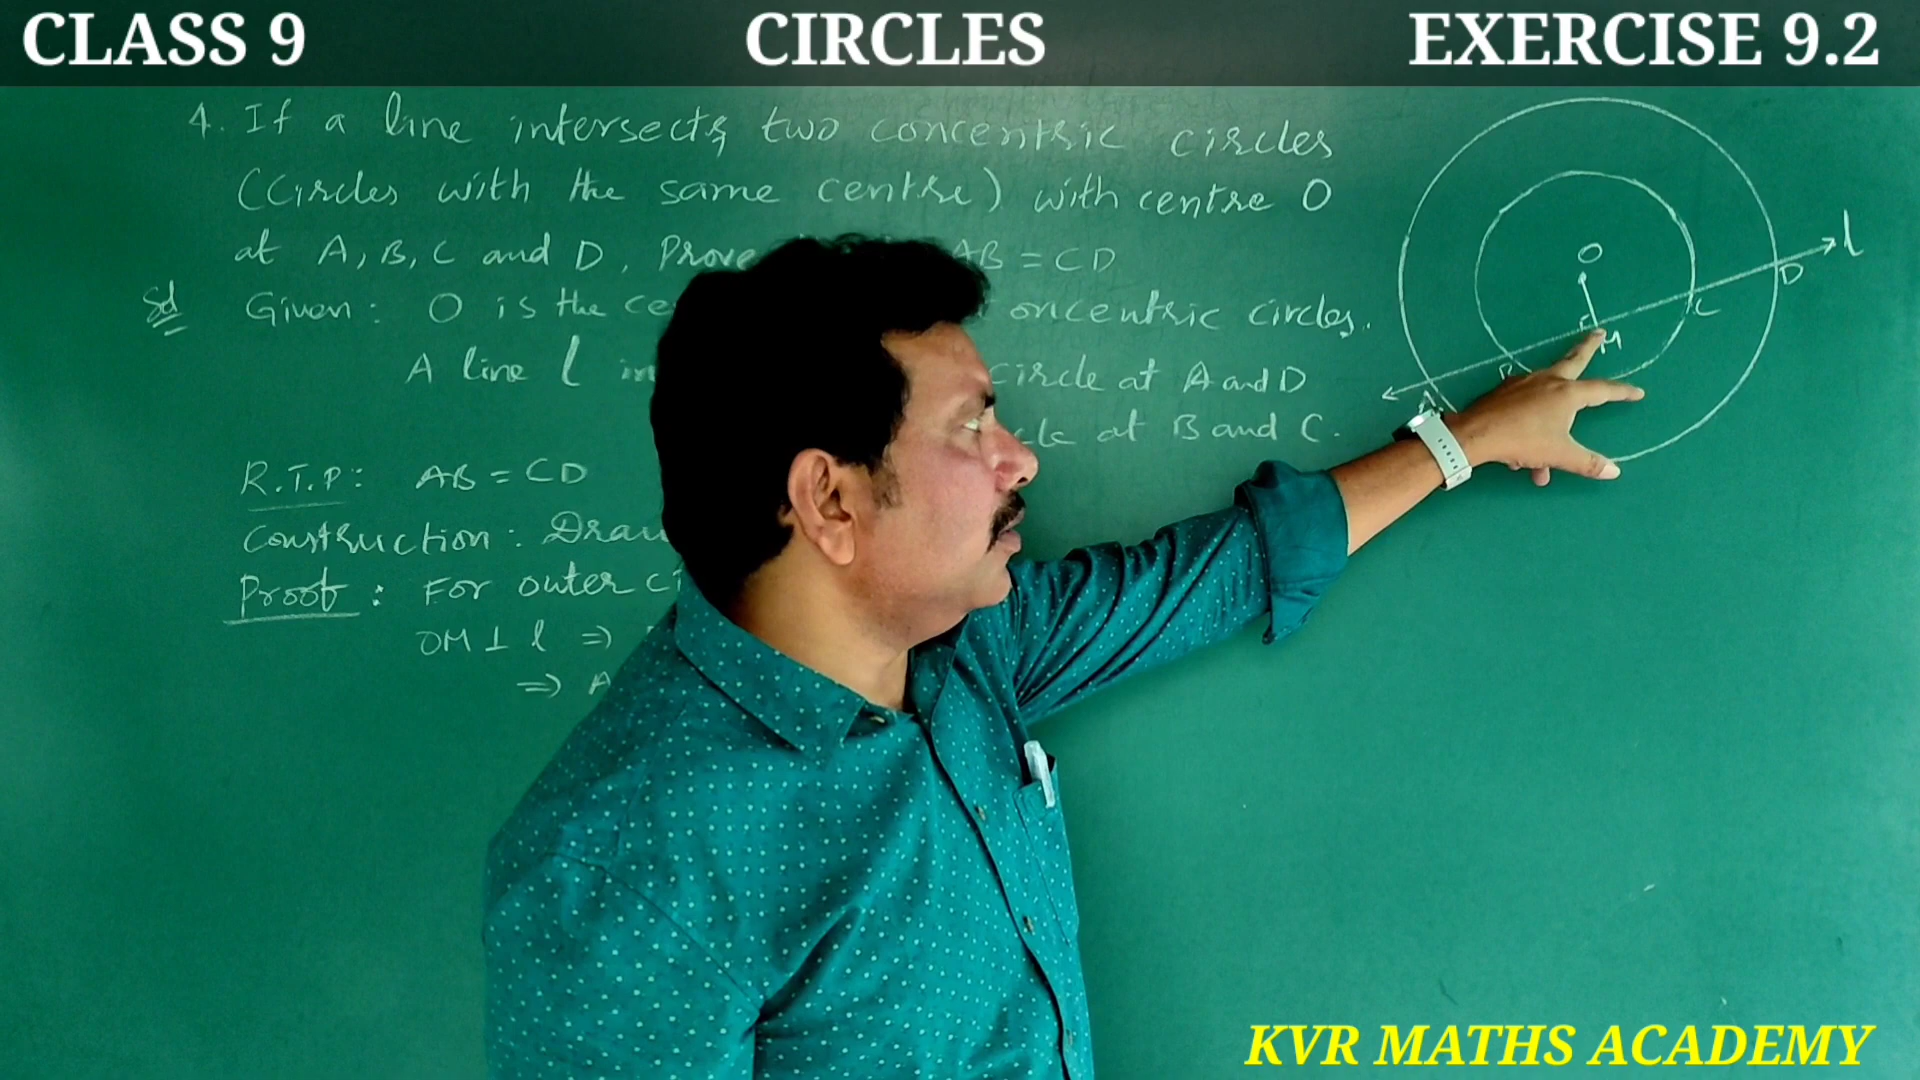 CLASS 9 CIRCLES EXERCISE 9.2
4. If a line intersects two concentric circles
(Circles with the same centre) with centre O
at A, B, C and D, Prove AB = CD
Sol Given: O is the concentric circles.
A line l circle at A and D
at B and C.
R.T.P: AB = CD
Construction: Draw
Proof: For outer
OM ⊥ l ⇒
⇒ A
O
l
D
C
M
B
A
KVR MATHS ACADEMY